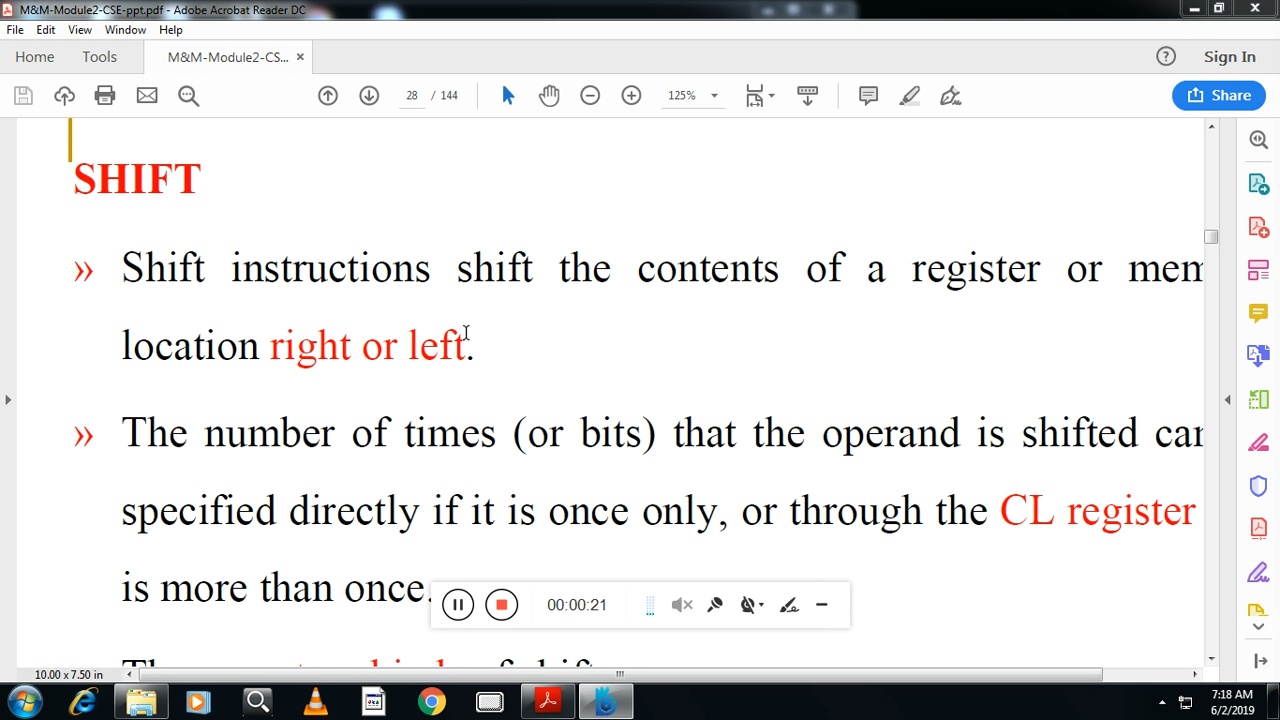 M&M-Module2-CSE-ppt.pdf - Adobe Acrobat Reader DC
File Edit View Window Help
Home Tools M&M-Module2-CS... × Sign In
28 / 144 125% Share
SHIFT
» Shift instructions shift the contents of a register or mem
location right or left.
» The number of times (or bits) that the operand is shifted can
specified directly if it is once only, or through the CL register
is more than once.
00:00:21
10.00 x 7.50 in
7:18 AM
6/2/2019